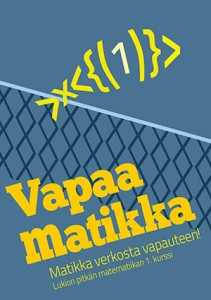 >x<{(1)}>
Vapaa
matikka
Matikka verkosta vapauteen!
Lukion pitkän matematiikan 1. kurssi